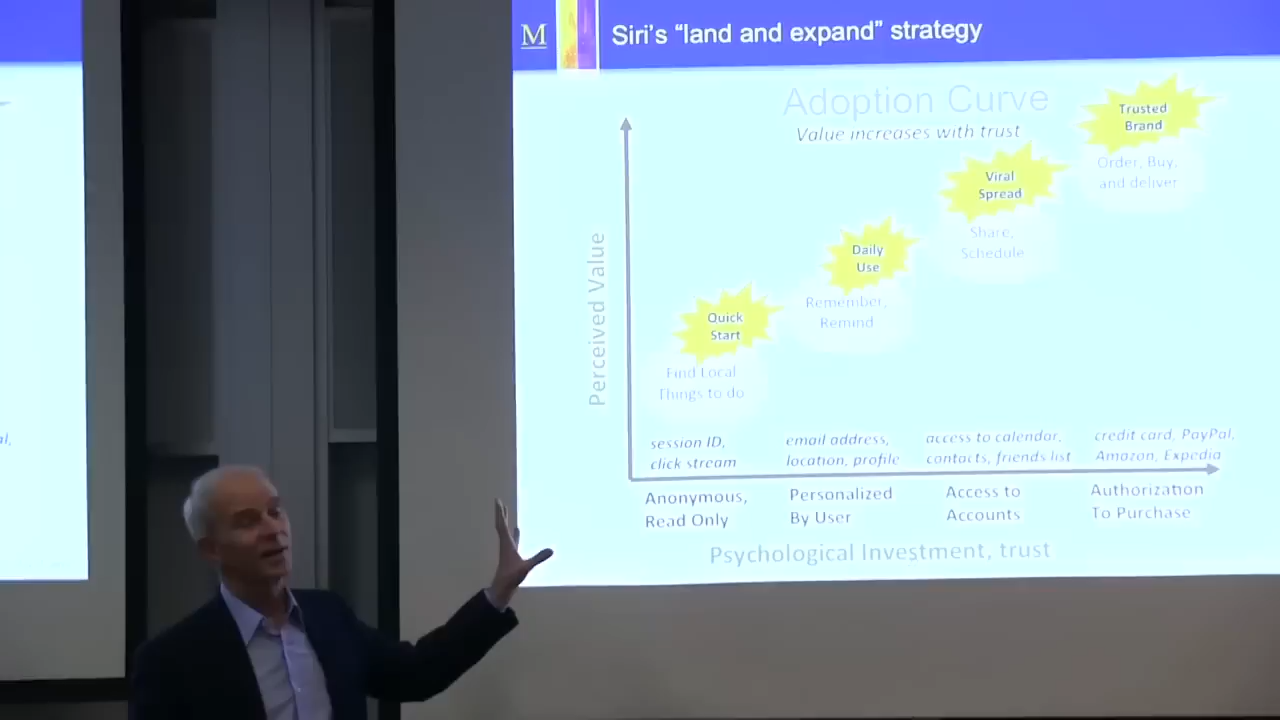 M
Siri's "land and expand" strategy
Adoption Curve
Value increases with trust
Trusted
Brand
Order, Buy,
and deliver
Viral
Spread
Share,
Schedule
Daily
Use
Remember,
Remind
Quick
Start
Find Local
Things to do
Perceived Value
session ID,
click stream
email address,
location, profile
access to calendar,
contacts, friends list
credit card, PayPal,
Amazon, Expedia
Anonymous,
Read Only
Personalized
By User
Access to
Accounts
Authorization
To Purchase
Psychological Investment, trust